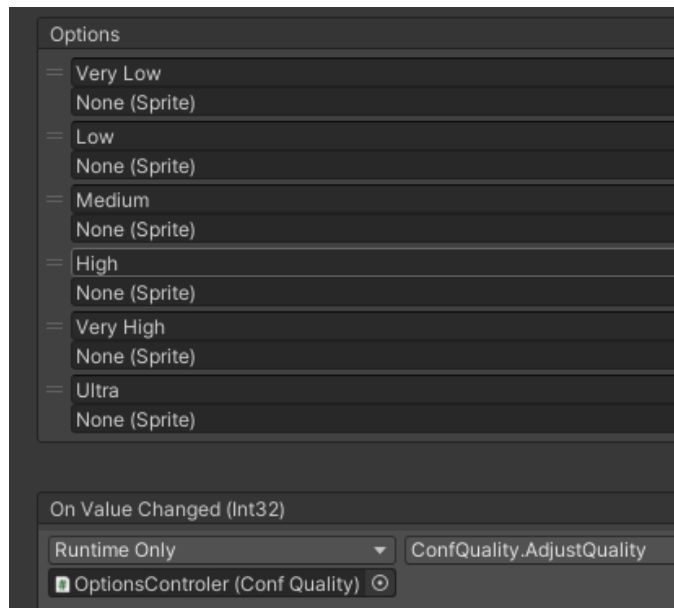 Options
Very Low
None (Sprite)
Low
None (Sprite)
Medium
None (Sprite)
High
None (Sprite)
Very High
None (Sprite)
Ultra
None (Sprite)
On Value Changed (Int32)
Runtime Only ConfQuality.AdjustQuality
OptionsControler (Conf Quality)